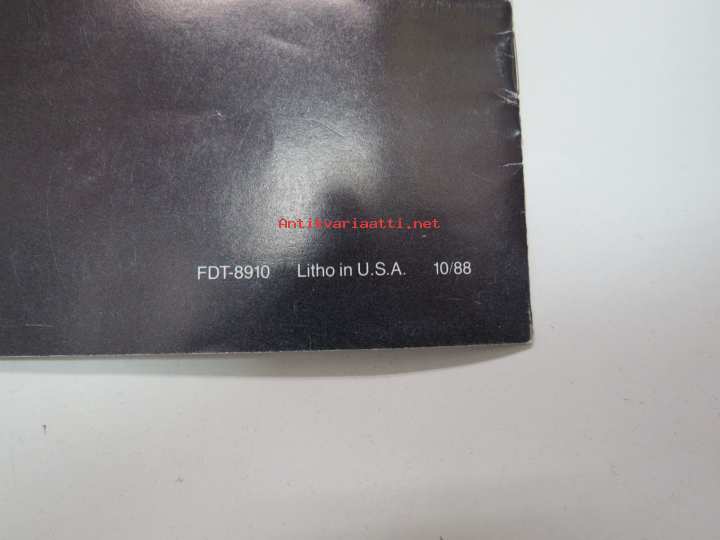 Antikvariaatti.net
FDT-8910 Litho in U.S.A. 10/88